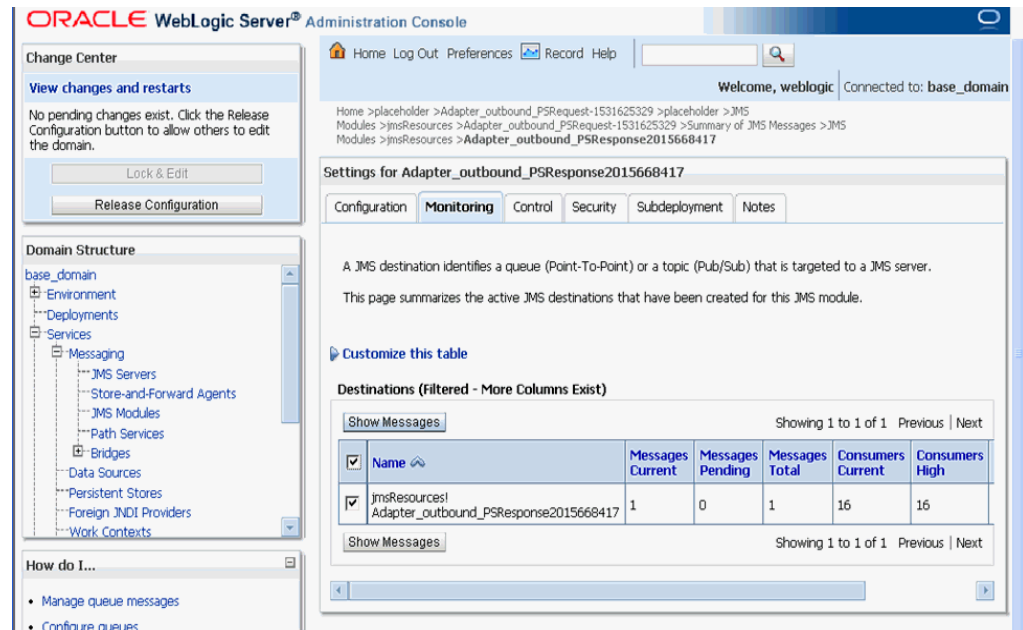 ORACLE WebLogic Server® Administration Console
Change Center
View changes and restarts
No pending changes exist. Click the Release
Configuration button to allow others to edit
the domain.
Lock & Edit
Release Configuration
Domain Structure
base_domain
Environment
Deployments
Services
Messaging
JMS Servers
Store-and-Forward Agents
JMS Modules
Path Services
Bridges
Data Sources
Persistent Stores
Foreign JNDI Providers
Work Contexts
How do I...
Manage queue messages
Configure queues
Home Log Out Preferences Record Help
Welcome, weblogic Connected to: base_domain
Home >placeholder >Adapter_outbound_PSRequest-1531625329 >placeholder >JMS
Modules >jmsResources >Adapter_outbound_PSRequest-1531625329 >Summary of JMS Messages >JMS
Modules >jmsResources >Adapter_outbound_PSResponse2015668417
Settings for Adapter_outbound_PSResponse2015668417
Configuration Monitoring Control Security Subdeployment Notes
A JMS destination identifies a queue (Point-To-Point) or a topic (Pub/Sub) that is targeted to a JMS server.
This page summarizes the active JMS destinations that have been created for this JMS module.
Customize this table
Destinations (Filtered - More Columns Exist)
Show Messages Showing 1 to 1 of 1 Previous | Next
Name Messages Current Messages Pending Messages Total Consumers Current Consumers High
jmsResources!
Adapter_outbound_PSResponse2015668417 1 0 1 16 16
Show Messages Showing 1 to 1 of 1 Previous | Next